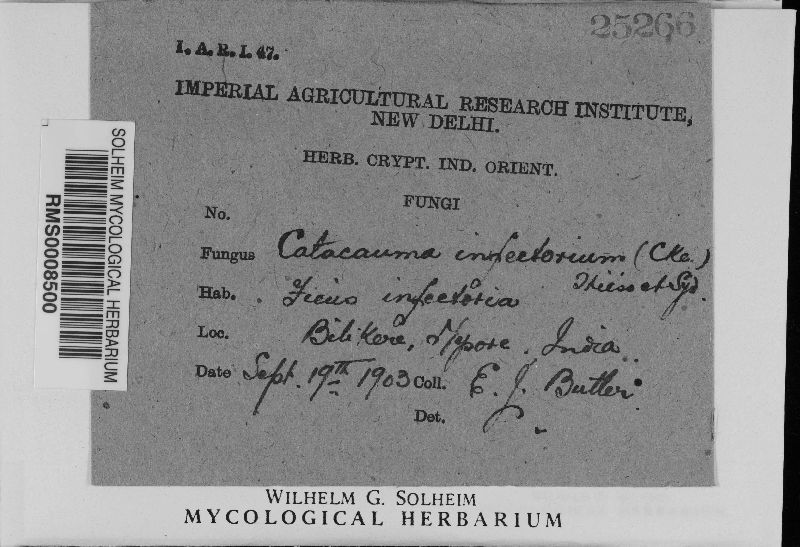 25266
I. A. R. I. 47.
IMPERIAL AGRICULTURAL RESEARCH INSTITUTE,
NEW DELHI.
HERB. CRYPT. IND. ORIENT.
FUNGI
No.
Fungus Catacauma infectorium (Cke.)
Theiss et Syd.
Hab. Ficus infectoria
Loc. Bilikere, Mysore. India.
Date Sept. 19th 1903 Coll. E. J. Butler
Det.
SOLHEIM MYCOLOGICAL HERBARIUM
RMS0008500
WILHELM G. SOLHEIM
MYCOLOGICAL HERBARIUM